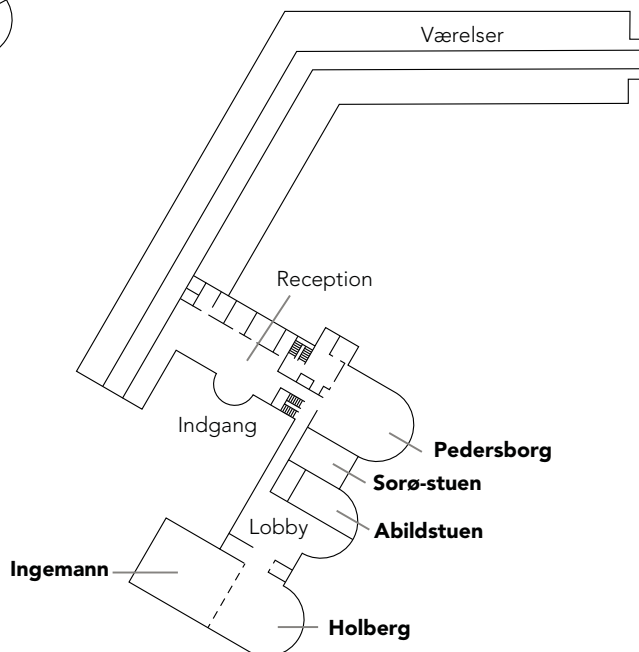 Værelser
Reception
Indgang
Pedersborg
Sorø-stuen
Lobby
Abildstuen
Ingemann
Holberg